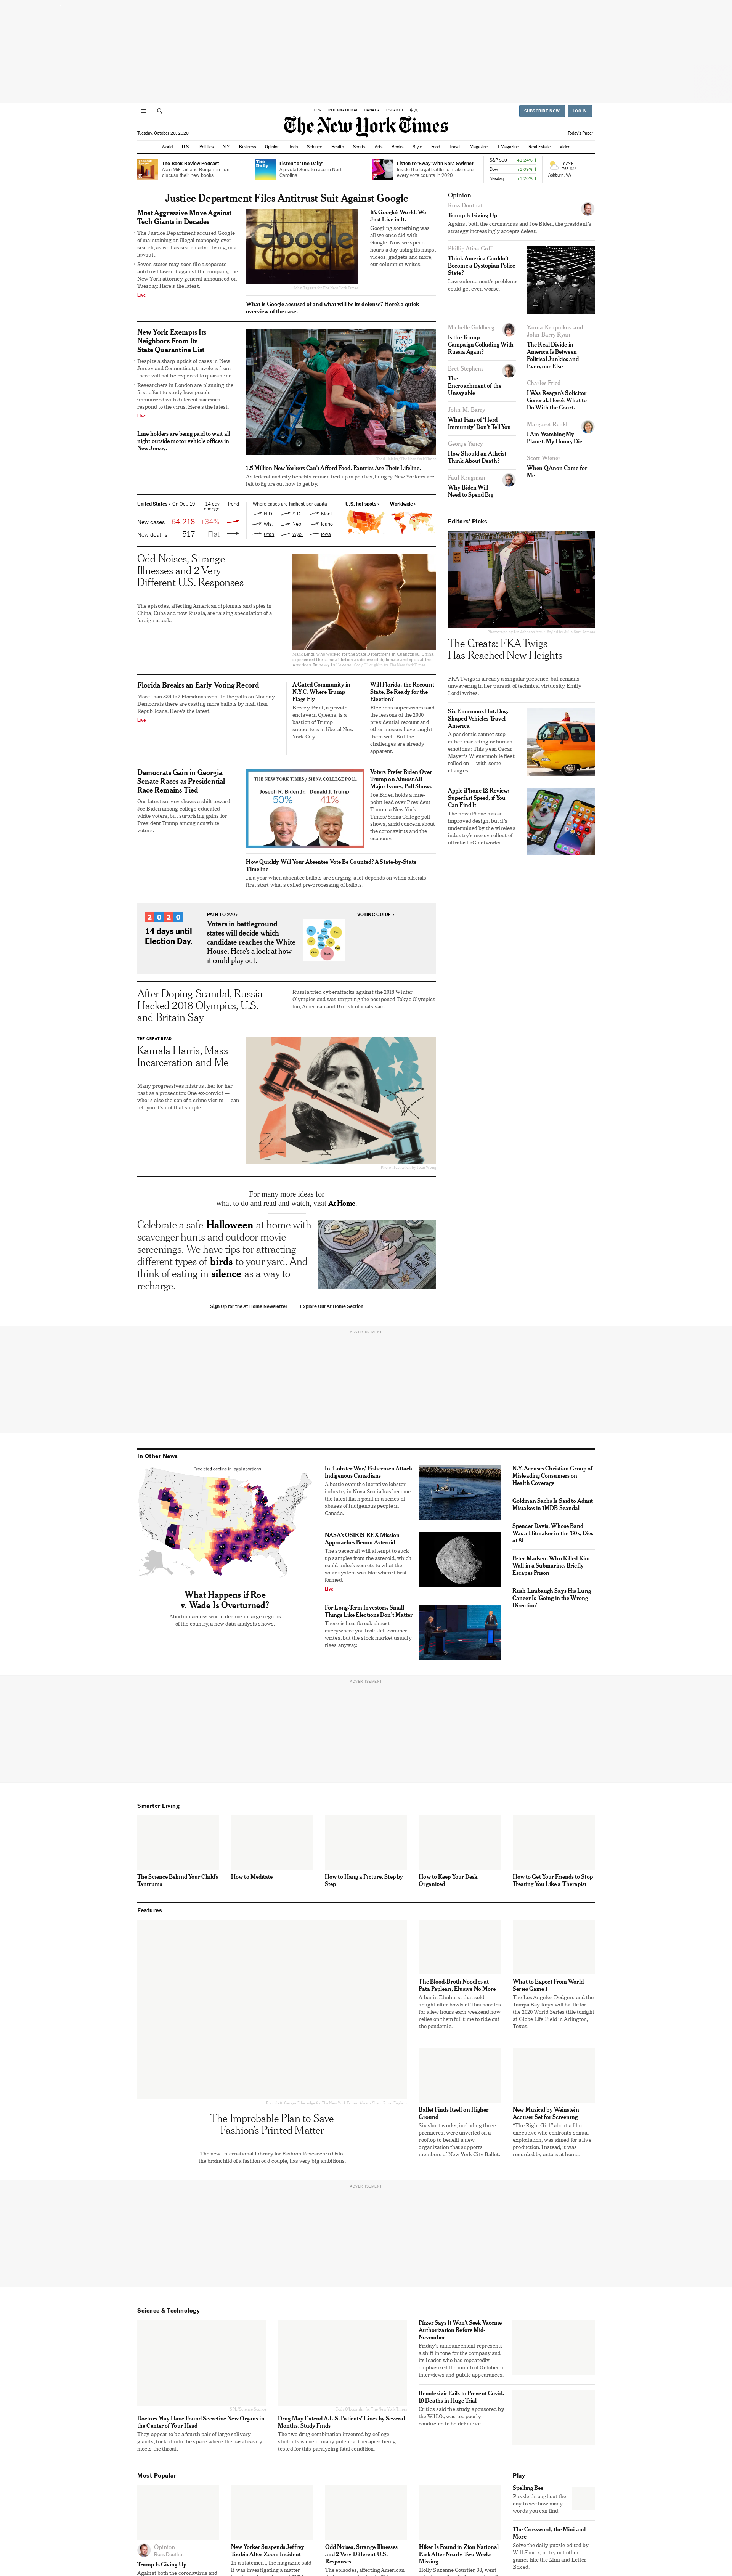 U.S.
INTERNATIONAL
CANADA
ESPAÑOL
中文
SUBSCRIBE NOW
LOG IN
The New York Times
Tuesday, October 20, 2020
Today's Paper
World
U.S.
Politics
N.Y.
Business
Opinion
Tech
Science
Health
Sports
Arts
Books
Style
Food
Travel
Magazine
T Magazine
Real Estate
Video
The Book Review Podcast
Alan Mikhail and Benjamin Lorr
discuss their new books.
Listen to 'The Daily'
A pivotal Senate race in North
Carolina.
Listen to 'Sway' With Kara Swisher
Inside the legal battle to make sure
every vote counts in 2020.
S&P 500
Dow
Nasdaq
77°F
Ashburn, VA
Justice Department Files Antitrust Suit Against Google
Most Aggressive Move Against
Tech Giants in Decades
• The Justice Department accused Google
of maintaining an illegal monopoly over
search, as well as search advertising, in a
lawsuit.
• Seven states may soon file a separate
antitrust lawsuit against the company, the
New York attorney general announced on
Tuesday. Here's the latest.
Live
Google
It's Google's World. We
Just Live in It.
Googling something was
all we once did with
Google. Now we spend
hours a day using its maps,
videos, gadgets and more,
our columnist writes.
What is Google accused of and what will be its defense? Here's a quick
overview of the case.
New York Exempts Its
Neighbors From Its
State Quarantine List
• Despite a sharp uptick of cases in New
Jersey and Connecticut, travelers from
there will not be required to quarantine.
• Researchers in London are planning the
first effort to study how people
immunized with different vaccines
respond to the virus. Here's the latest.
Live
Line holders are being paid to wait all
night outside motor vehicle offices in
New Jersey.
1.5 Million New Yorkers Can't Afford Food. Pantries Are Their Lifeline.
As federal and city benefits remain tied up in politics, hungry New Yorkers are
left to figure out how to get by.
United States › On Oct. 19
14-day
change
Trend
New cases 64,218 +34%
New deaths 517 Flat
Where cases are highest per capita
N.D.
S.D.
Mont.
Wis.
Neb.
Idaho
Utah
Wyo.
Iowa
U.S. hot spots ›
Worldwide ›
Odd Noises, Strange
Illnesses and 2 Very
Different U.S. Responses
The episodes, affecting American diplomats and spies in
China, Cuba and now Russia, are raising speculation of a
foreign attack.
Mark Lenzi, who worked for the State Department in Guangzhou, China,
experienced the same affliction as dozens of diplomats and spies at the
American Embassy in Havana.
Florida Breaks an Early Voting Record
More than 339,152 Floridians went to the polls on Monday.
Democrats there are casting more ballots by mail than
Republicans. Here's the latest.
Live
A Gated Community in
N.Y.C. Where Trump
Flags Fly
Breezy Point, a private
enclave in Queens, is a
bastion of Trump
supporters in liberal New
York City.
Will Florida, the Recount
State, Be Ready for the
Election?
Elections supervisors said
the lessons of the 2000
presidential recount and
other messes have taught
them well. But the
challenges are already
apparent.
Democrats Gain in Georgia
Senate Races as Presidential
Race Remains Tied
Our latest survey shows a shift toward
Joe Biden among college-educated
white voters, but surprising gains for
President Trump among nonwhite
voters.
THE NEW YORK TIMES / SIENA COLLEGE POLL
Joseph R. Biden Jr. Donald J. Trump
50% 41%
Voters Prefer Biden Over
Trump on Almost All
Major Issues, Poll Shows
Joe Biden holds a nine-
point lead over President
Trump, a New York
Times/Siena College poll
shows, amid concern about
the coronavirus and the
economy.
How Quickly Will Your Absentee Vote Be Counted? A State-by-State
Timeline
In a year when absentee ballots are surging, a lot depends on when officials
first start what's called pre-processing of ballots.
2020
14 days until
Election Day.
PATH TO 270 ›
Voters in battleground
states will decide which
candidate reaches the White
House. Here's a look at how
it could play out.
VOTING GUIDE ›
After Doping Scandal, Russia
Hacked 2018 Olympics, U.S.
and Britain Say
Russia tried cyberattacks against the 2018 Winter
Olympics and was targeting the postponed Tokyo Olympics
too, American and British officials said.
THE GREAT READ
Kamala Harris, Mass
Incarceration and Me
Many progressives mistrust her for her
past as a prosecutor. One ex-convict —
who is also the son of a crime victim — can
tell you it's not that simple.
For many more ideas for
what to do and read and watch, visit At Home.
Celebrate a safe Halloween at home with
scavenger hunts and outdoor movie
screenings. We have tips for attracting
different types of birds to your yard. And
think of eating in silence as a way to
recharge.
Sign Up for the At Home Newsletter
Explore Our At Home Section
Opinion
Ross Douthat
Trump Is Giving Up
Against both the coronavirus and Joe Biden, the president's
strategy increasingly accepts defeat.
Phillip Atiba Goff
Think America Couldn't
Become a Dystopian Police
State?
Law enforcement's problems
could get even worse.
Michelle Goldberg
Is the Trump
Campaign Colluding With
Russia Again?
Bret Stephens
The
Encroachment of the
Unsayable
John M. Barry
What Fans of 'Herd
Immunity' Don't Tell You
George Yancy
How Should an Atheist
Think About Death?
Paul Krugman
Why Biden Will
Need to Spend Big
Yanna Krupnikov and
John Barry Ryan
The Real Divide in
America Is Between
Political Junkies and
Everyone Else
Charles Fried
I Was Reagan's Solicitor
General. Here's What to
Do With the Court.
Margaret Renkl
I Am Watching My
Planet, My Home, Die
Scott Wiener
When QAnon Came for
Me
Editors' Picks
The Greats: FKA Twigs
Has Reached New Heights
FKA Twigs is already a singular presence, but remains
unwavering in her pursuit of technical virtuosity, Emily
Lordi writes.
Six Enormous Hot-Dog-
Shaped Vehicles Travel
America
A pandemic cannot stop
either marketing or human
emotions: This year, Oscar
Mayer's Wienermobile fleet
rolled on — with some
changes.
Apple iPhone 12 Review:
Superfast Speed, if You
Can Find It
The new iPhone has an
improved design, but it's
undermined by the wireless
industry's messy rollout of
ultrafast 5G networks.
ADVERTISEMENT
In Other News
Predicted decline in legal abortions
What Happens if Roe
v. Wade Is Overturned?
Abortion access would decline in large regions
of the country, a new data analysis shows.
In 'Lobster War,' Fishermen Attack
Indigenous Canadians
A battle over the lucrative lobster
industry in Nova Scotia has become
the latest flash point in a series of
abuses of Indigenous people in
Canada.
NASA's OSIRIS-REX Mission
Approaches Bennu Asteroid
The spacecraft will attempt to suck
up samples from the asteroid, which
could unlock secrets to what the
solar system was like when it first
formed.
Live
For Long-Term Investors, Small
Things Like Elections Don't Matter
There is heartbreak almost
everywhere you look, Jeff Sommer
writes, but the stock market usually
rises anyway.
N.Y. Accuses Christian Group of
Misleading Consumers on
Health Coverage
Goldman Sachs Is Said to Admit
Mistakes in 1MDB Scandal
Spencer Davis, Whose Band
Was a Hitmaker in the '60s, Dies
at 81
Peter Madsen, Who Killed Kim
Wall in a Submarine, Briefly
Escapes Prison
Rush Limbaugh Says His Lung
Cancer Is 'Going in the Wrong
Direction'
ADVERTISEMENT
Smarter Living
The Science Behind Your Child's
Tantrums
How to Meditate
How to Hang a Picture, Step by
Step
How to Keep Your Desk
Organized
How to Get Your Friends to Stop
Treating You Like a Therapist
Features
The Improbable Plan to Save
Fashion's Printed Matter
The new International Library for Fashion Research in Oslo,
the brainchild of a fashion odd couple, has very big ambitions.
The Blood-Broth Noodles at
Pata Paplean, Elusive No More
A bar in Elmhurst that sold
sought-after bowls of Thai noodles
for a few hours each weekend now
relies on them full time to ride out
the pandemic.
What to Expect From World
Series Game 1
The Los Angeles Dodgers and the
Tampa Bay Rays will battle for
the 2020 World Series title tonight
at Globe Life Field in Arlington,
Texas.
Ballet Finds Itself on Higher
Ground
Six short works, including three
premieres, were unveiled on a
rooftop to benefit a new
organization that supports
members of New York City Ballet.
New Musical by Weinstein
Accuser Set for Screening
"The Right Girl," about a film
executive who confronts sexual
exploitation, was aimed for a live
production. Instead, it was
recorded by actors at home.
ADVERTISEMENT
Science & Technology
Doctors May Have Found Secretive New Organs in
the Center of Your Head
They appear to be a fourth pair of large salivary
glands, tucked into the space where the nasal cavity
meets the throat.
Drug May Extend A.L.S. Patients' Lives by Several
Months, Study Finds
The two-drug combination invented by college
students is one of many potential therapies being
tested for this paralyzing fatal condition.
Pfizer Says It Won't Seek Vaccine
Authorization Before Mid-
November
Friday's announcement represents
a shift in tone for the company and
its leader, who has repeatedly
emphasized the month of October in
interviews and public appearances.
Remdesivir Fails to Prevent Covid-
19 Deaths in Huge Trial
Critics said the study, sponsored by
the W.H.O., was too poorly
conducted to be definitive.
Most Popular
Opinion
Ross Douthat
Trump Is Giving Up
Against both the coronavirus and
New Yorker Suspends Jeffrey
Toobin After Zoom Incident
In a statement, the magazine said
it was investigating a matter
Odd Noises, Strange Illnesses
and 2 Very Different U.S.
Responses
The episodes, affecting American
Hiker Is Found in Zion National
Park After Nearly Two Weeks
Missing
Holly Suzanne Courtier, 38, went
Play
Spelling Bee
Puzzle throughout the
day to see how many
words you can find.
The Crossword, the Mini and
More
Solve the daily puzzle edited by
Will Shortz, or try out other
games like the Mini and Letter
Boxed.